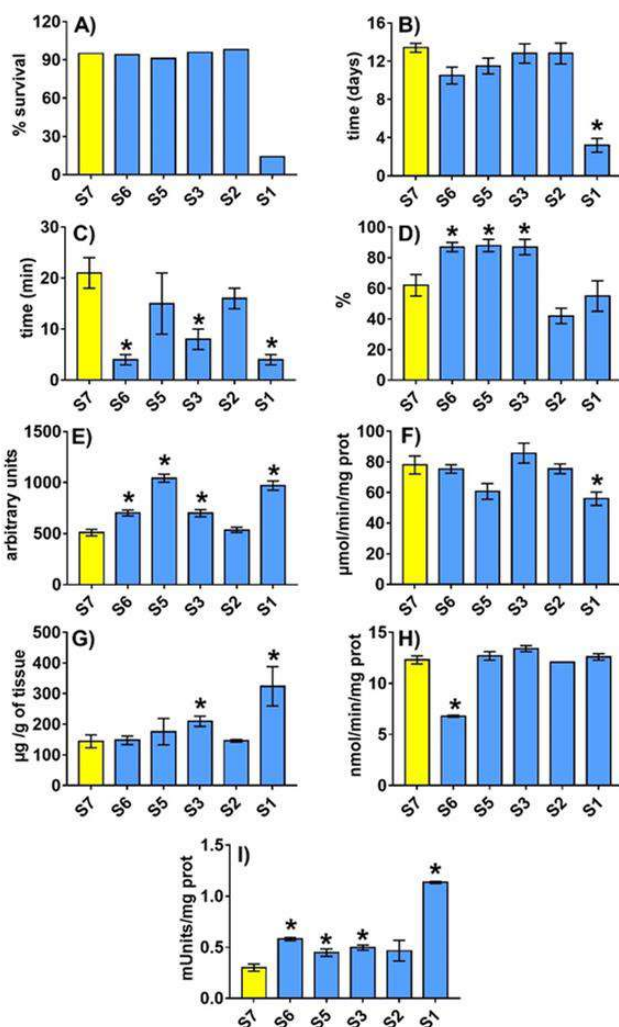 A)
% survival
120
90
60
30
0
S7 S6 S5 S3 S2 S1
B)
time (days)
16
12
8
4
0
*
S7 S6 S5 S3 S2 S1
C)
time (min)
30
20
10
0
* * *
S7 S6 S5 S3 S2 S1
D)
%
100
80
60
40
20
0
* * *
S7 S6 S5 S3 S2 S1
E)
arbitrary units
1500
1000
500
0
* * * *
S7 S6 S5 S3 S2 S1
F)
µmol/min/mg prot
100
80
60
40
20
0
*
S7 S6 S5 S3 S2 S1
G)
µg /g of tissue
500
400
300
200
100
0
* *
S7 S6 S5 S3 S2 S1
H)
nmol/min/mg prot
15
10
5
0
*
S7 S6 S5 S3 S2 S1
I)
mUnits/mg prot
1.5
1.0
0.5
0.0
* * * *
S7 S6 S5 S3 S2 S1